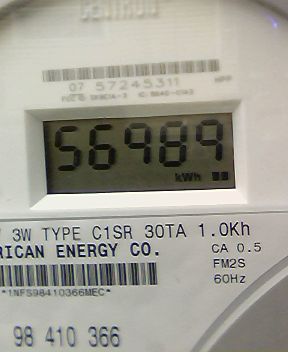 07 57245311
56989
kWh
3W TYPE C1SR 30TA 1.0Kh
RICAN ENERGY CO.
CA 0.5
FM2S
60Hz
*1NFS98410366MEC*
98 410 366